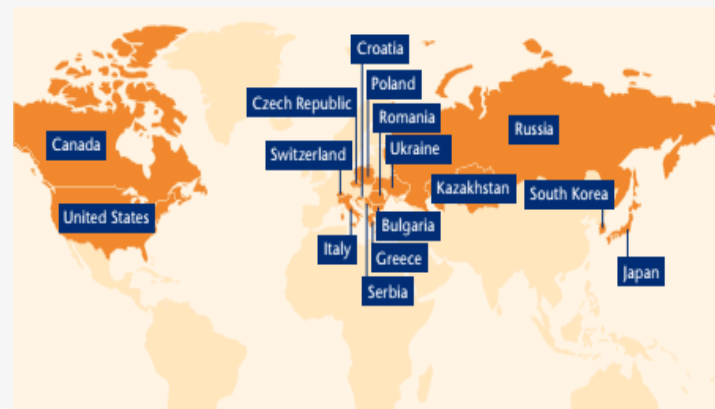 Croatia
Poland
Czech Republic
Romania
Russia
Canada
Ukraine
Switzerland
Kazakhstan
South Korea
United States
Bulgaria
Italy
Greece
Japan
Serbia